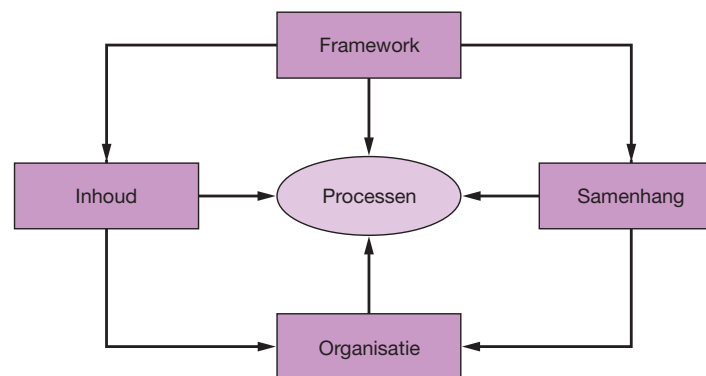 Framework
Inhoud
Processen
Samenhang
Organisatie